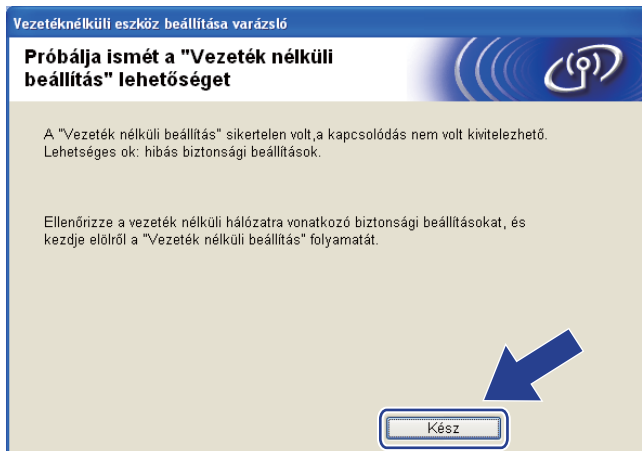 Vezetéknélküli eszköz beállítása varázsló
Próbálja ismét a "Vezeték nélküli
beállítás" lehetőséget
A "Vezeték nélküli beállítás" sikertelen volt,a kapcsolódás nem volt kivitelezhető.
Lehetséges ok: hibás biztonsági beállítások.
Ellenőrizze a vezeték nélküli hálózatra vonatkozó biztonsági beállításokat, és
kezdje elölről a "Vezeték nélküli beállítás" folyamatát.
Kész